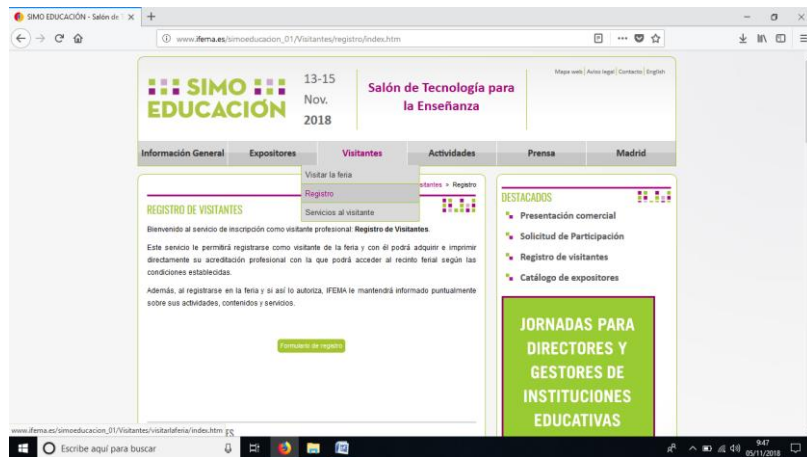 SIMO EDUCACIÓN - Salón de T
www.ifema.es/simoeducacion_01/Visitantes/registro/index.htm
SIMO
EDUCACIÓN
13-15
Nov.
2018
Salón de Tecnología para
la Enseñanza
Mapa web | Aviso legal | Contacto | English
Información General Expositores Visitantes Actividades Prensa Madrid
Visitar la feria
Registro
Servicios al visitante
sitantes > Registro
REGISTRO DE VISITANTES
Bienvenido al servicio de inscripción como visitante profesional: Registro de Visitantes.
Este servicio le permitirá registrarse como visitante de la feria y con él podrá adquirir e imprimir
directamente su acreditación profesional con la que podrá acceder al recinto ferial según las
condiciones establecidas.
Además, al registrarse en la feria y si así lo autoriza, IFEMA le mantendrá informado puntualmente
sobre sus actividades, contenidos y servicios.
Formulario de registro
DESTACADOS
Presentación comercial
Solicitud de Participación
Registro de visitantes
Catálogo de expositores
JORNADAS PARA
DIRECTORES Y
GESTORES DE
INSTITUCIONES
EDUCATIVAS
www.ifema.es/simoeducacion_01/Visitantes/visitarlaferia/index.htm
Escribe aquí para buscar
9:47
05/11/2018